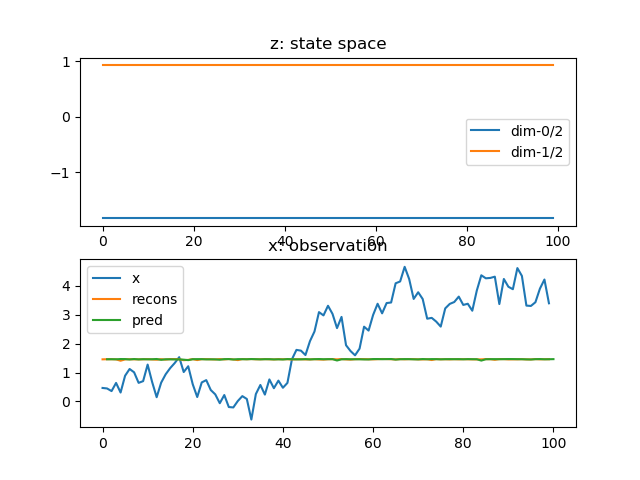 z: state space
1
0
−1
dim-0/2
dim-1/2
0 20 40 60 80 100
x: observation
4
3
2
1
0
x
recons
pred
0 20 40 60 80 100